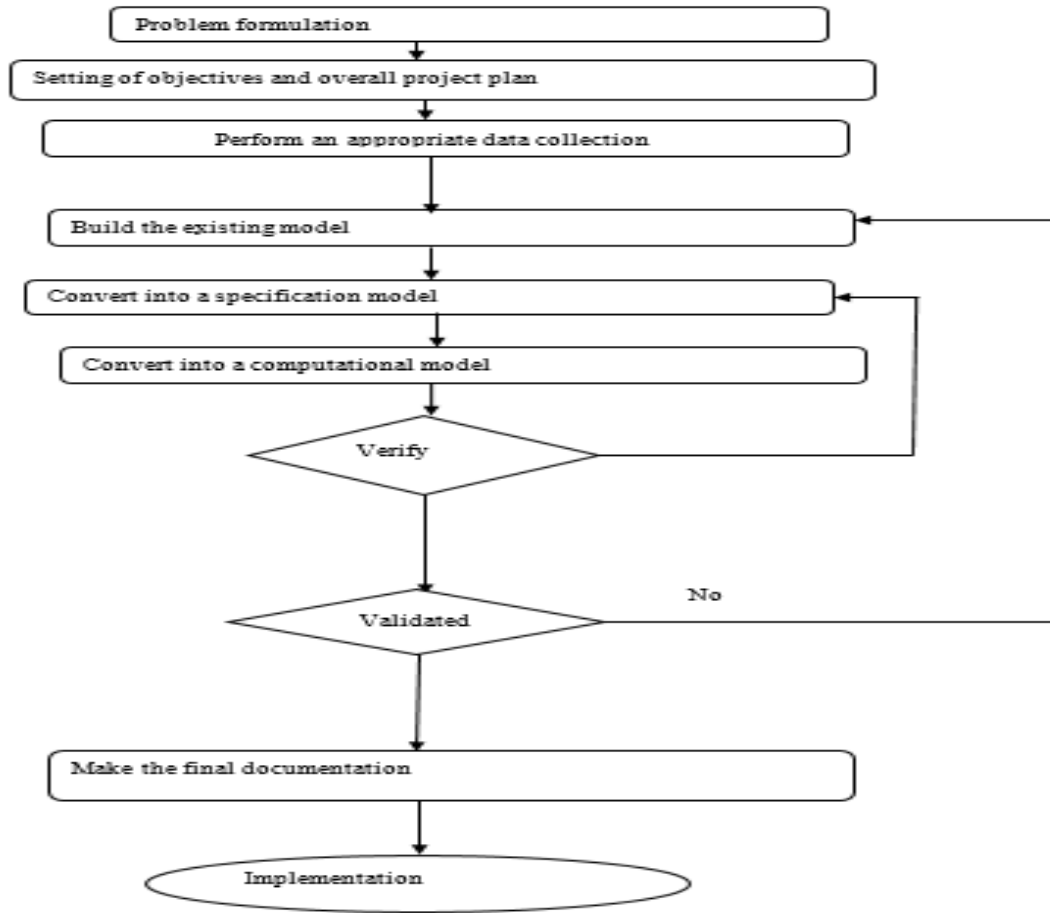 Problem formulation
Setting of objectives and overall project plan
Perform an appropriate data collection
Build the existing model
Convert into a specification model
Convert into a computational model
Verify
No
Validated
Make the final documentation
Implementation